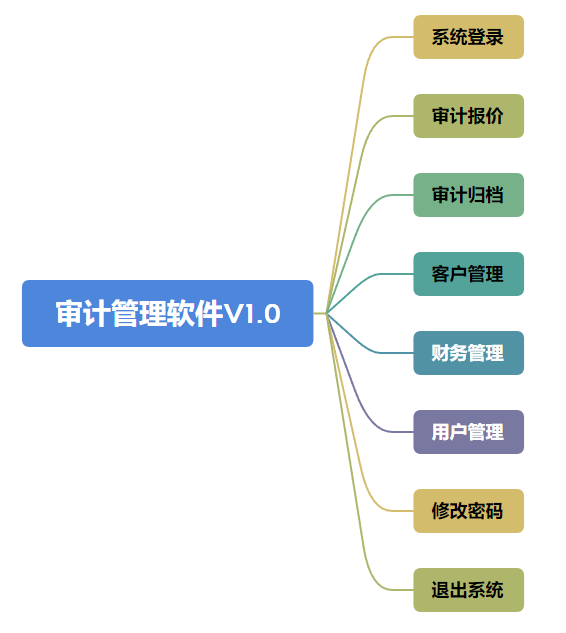 审计管理软件V1.0
系统登录
审计报价
审计归档
客户管理
财务管理
用户管理
修改密码
退出系统